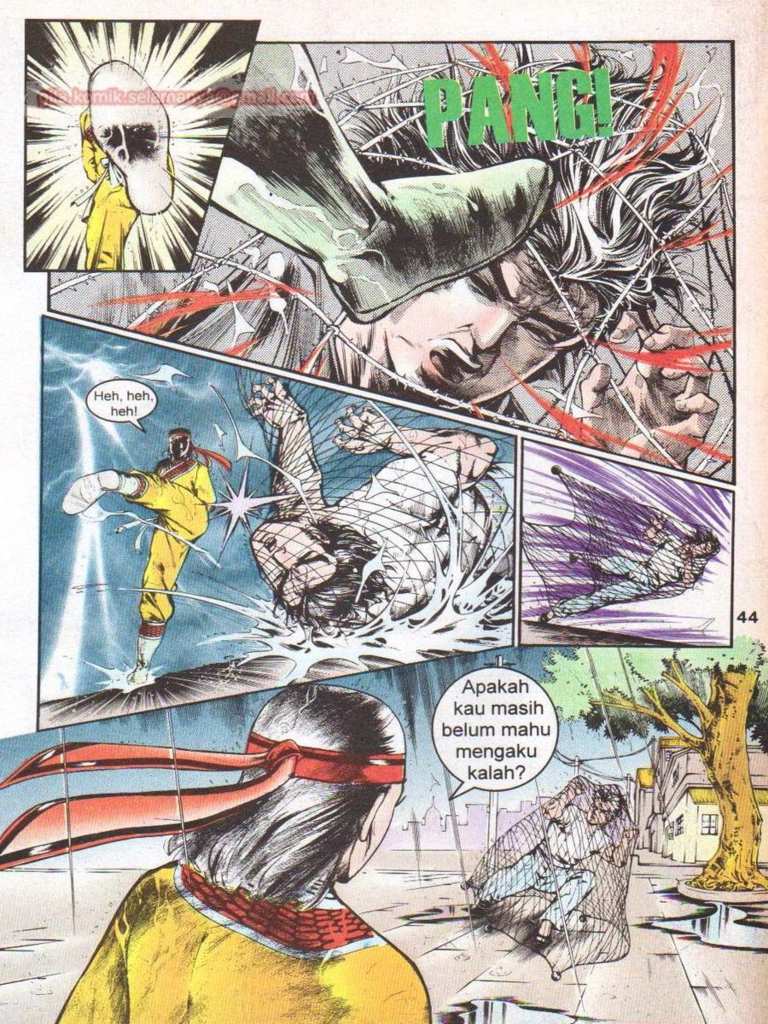 PANG!
Heh, heh,
heh!
44
Apakah
kau masih
belum mahu
mengaku
kalah?